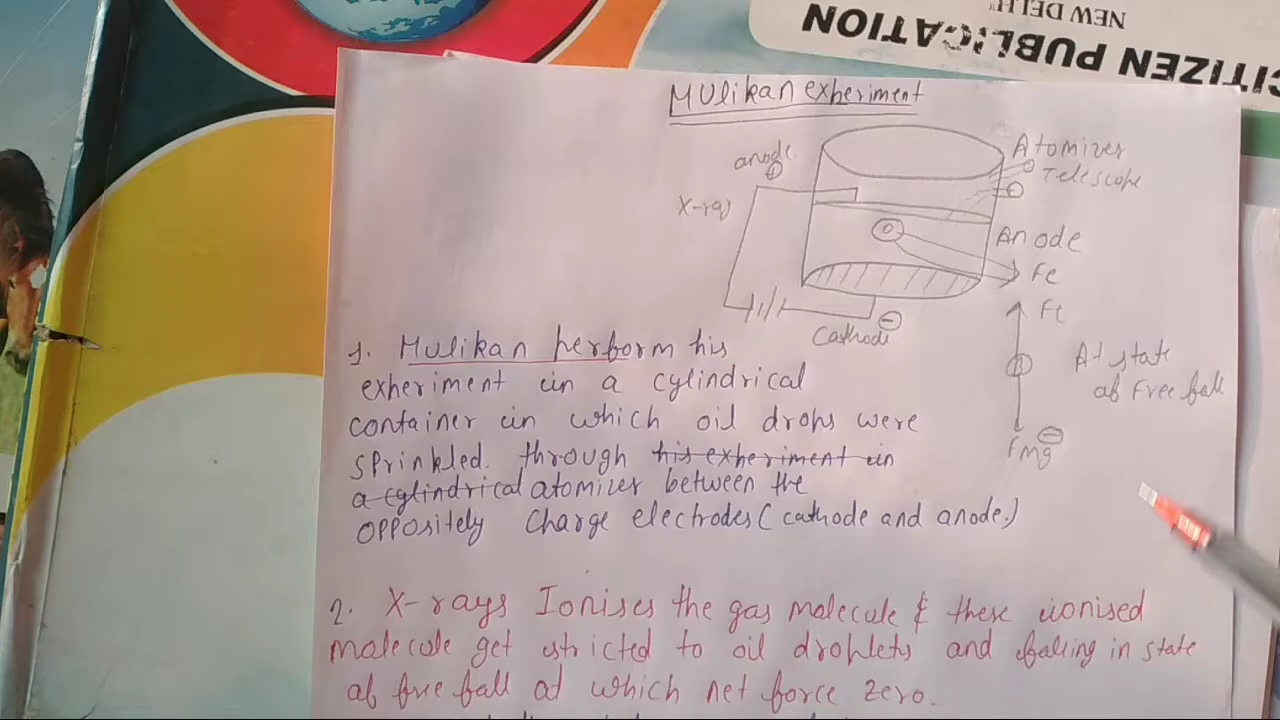 NEW DELHI
CITIZEN PUBLICATION
Mulikan experiment
anode
Atomizer
Telescope
X-ray
Anode
Fe
Fe
Cathode
At state
of Free fall
Fmg
1. Mulikan perform his
experiment in a cylindrical
container in which oil drops were
sprinkled. through his experiment in
a cylindrical atomizer between the
oppositely charge electrodes (cathode and anode.)
2. X-rays Ionises the gas malecule & these ionised
malecule get stricted to oil droplets and falling in state
of free fall at which net force zero.